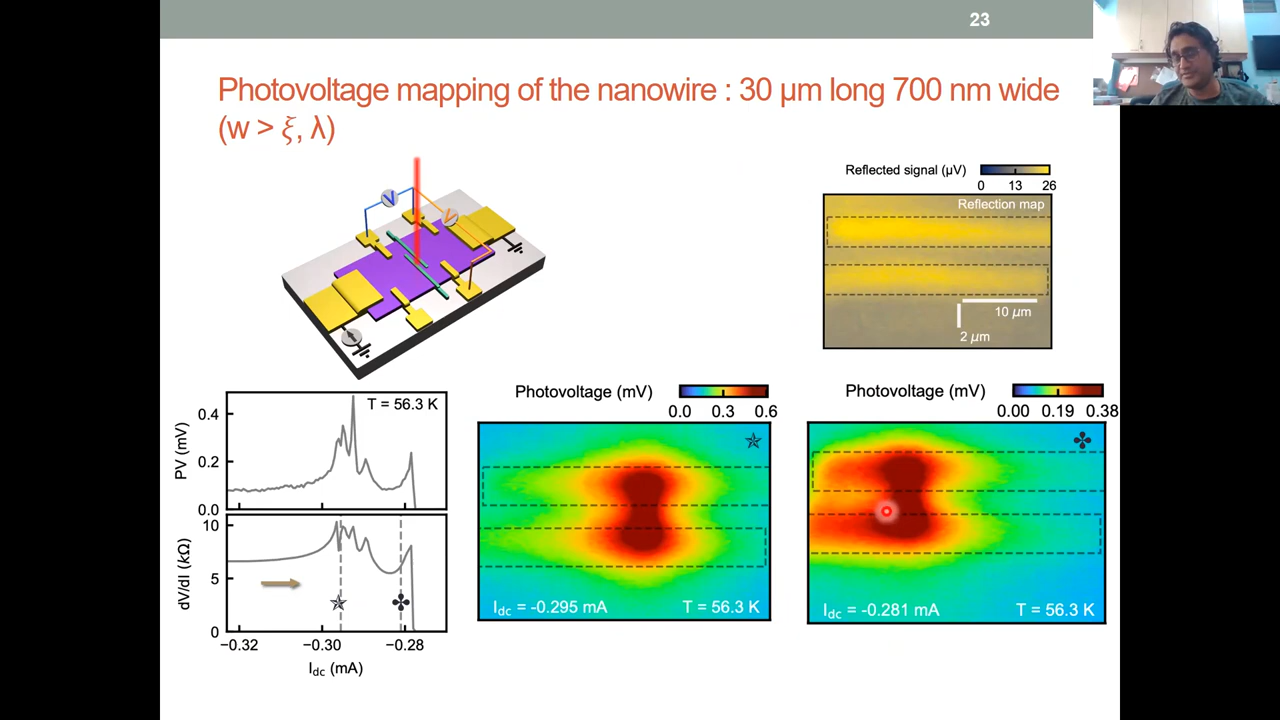 23
Photovoltage mapping of the nanowire : 30 μm long 700 nm wide
(w > ξ, λ)
V
V
Reflected signal (μV)
0 13 26
Reflection map
10 μm
2 μm
T = 56.3 K
PV (mV)
0.4
0.2
0.0
dV/dI (kΩ)
10
5
0
−0.32 −0.30 −0.28
Idc (mA)
Photovoltage (mV)
0.0 0.3 0.6
Idc = -0.295 mA T = 56.3 K
Photovoltage (mV)
0.00 0.19 0.38
Idc = -0.281 mA T = 56.3 K